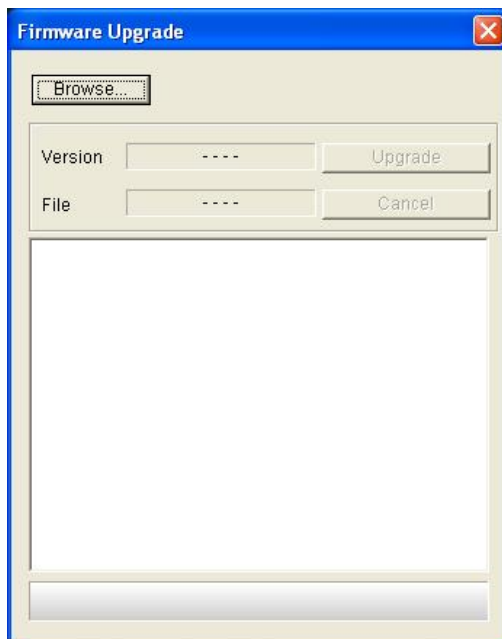 Firmware Upgrade
Browse...
Version ---- Upgrade
File ---- Cancel